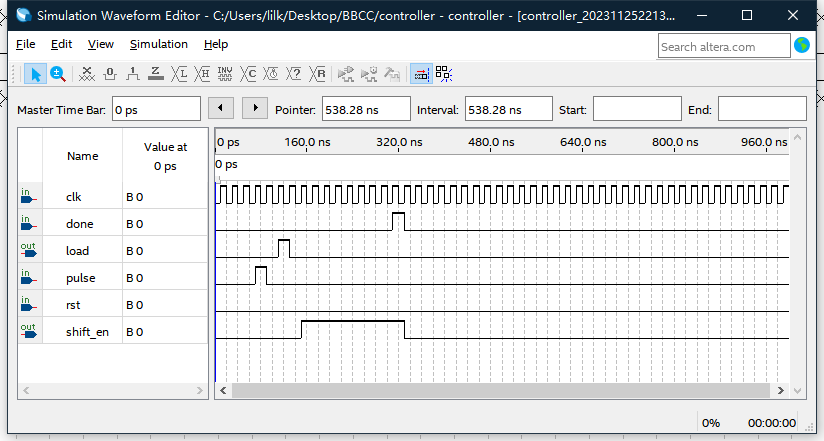 Simulation Waveform Editor - C:/Users/lilk/Desktop/BBCC/controller - controller - [controller_202311252213...
File Edit View Simulation Help
Search altera.com
Master Time Bar: 0 ps Pointer: 538.28 ns Interval: 538.28 ns Start: End:
Name Value at 0 ps
0 ps 160.0 ns 320.0 ns 480.0 ns 640.0 ns 800.0 ns 960.0 ns
0 ps
in clk B 0
in done B 0
out load B 0
in pulse B 0
in rst B 0
out shift_en B 0
0% 00:00:00